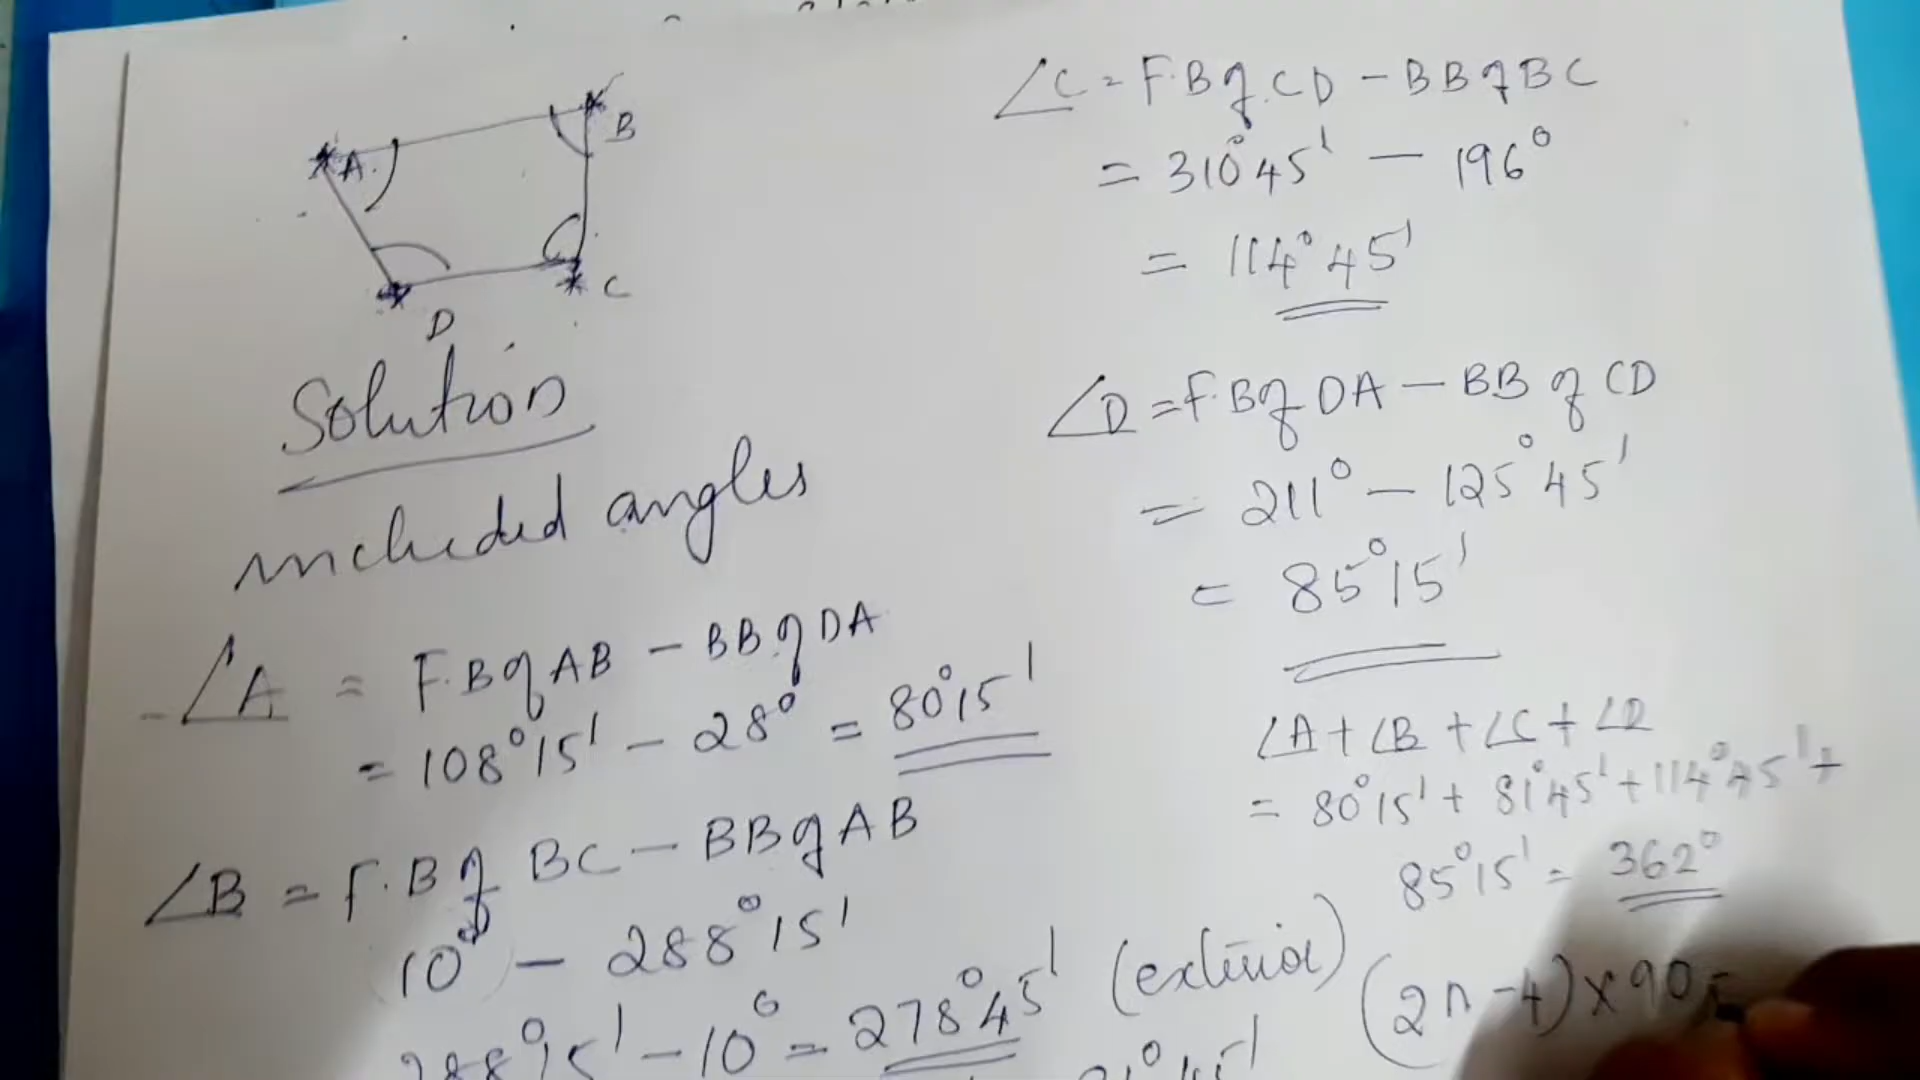 A
B
C
D
Solution
included angles
∠A = F.B of AB - BB of DA
= 108°15' - 28° = 80°15'
∠B = F.B of BC - BB of AB
10° - 288°15'
288°15' - 10° = 278°45' (exterior)
∠C = F.B of CD - BB of BC
= 310°45' - 196°
= 114°45'
∠D = F.B of DA - BB of CD
= 211° - 125°45'
= 85°15'
∠A + ∠B + ∠C + ∠D
= 80°15' + 81°45' + 114°45' +
85°15' = 362°
(2n-4)×90=